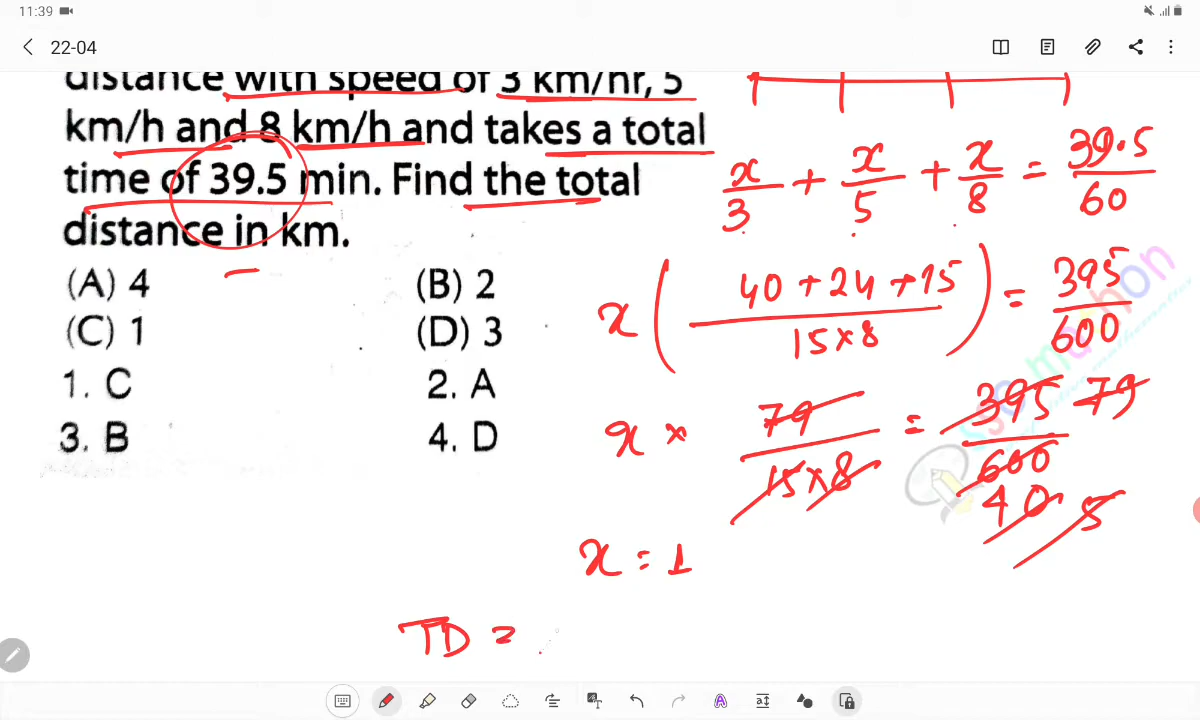 11:39
22-04
distance with speed of 3 km/hr, 5
km/h and 8 km/h and takes a total
time of 39.5 min. Find the total
distance in km.
(A) 4 (B) 2
(C) 1 (D) 3
1. C 2. A
3. B 4. D
x/3 + x/5 + x/8 = 39.5/60
x ( 40 + 24 + 15 / 15 x 8 ) = 395/600
x x 79/15x8 = 395/600 79
40 5
x = 1
TD =